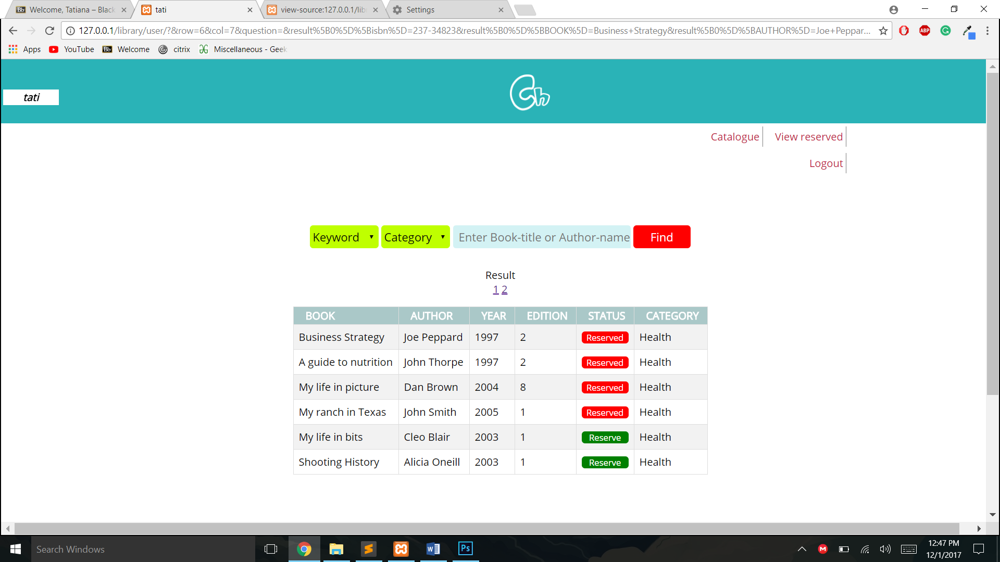 Welcome, Tatiana – Black
tati
view-source:127.0.0.1/lib
Settings
127.0.0.1/library/user/?&row=6&col=7&question=&result%5B0%5D%5Bisbn%5D=237-34823&result%5B0%5D%5BBOOK%5D=Business+Strategy&result%5B0%5D%5BAUTHOR%5D=Joe+Peppar...
ABP
Apps
YouTube
Bb
Welcome
citrix
Miscellaneous - Geek
tati
Gh
Catalogue
View reserved
Logout
Keyword
Category
Enter Book-title or Author-name
Find
Result
1 2
BOOK AUTHOR YEAR EDITION STATUS CATEGORY
Business Strategy Joe Peppard 1997 2 Reserved Health
A guide to nutrition John Thorpe 1997 2 Reserved Health
My life in picture Dan Brown 2004 8 Reserved Health
My ranch in Texas John Smith 2005 1 Reserved Health
My life in bits Cleo Blair 2003 1 Reserve Health
Shooting History Alicia Oneill 2003 1 Reserve Health
Search Windows
Ps
12:47 PM
12/1/2017